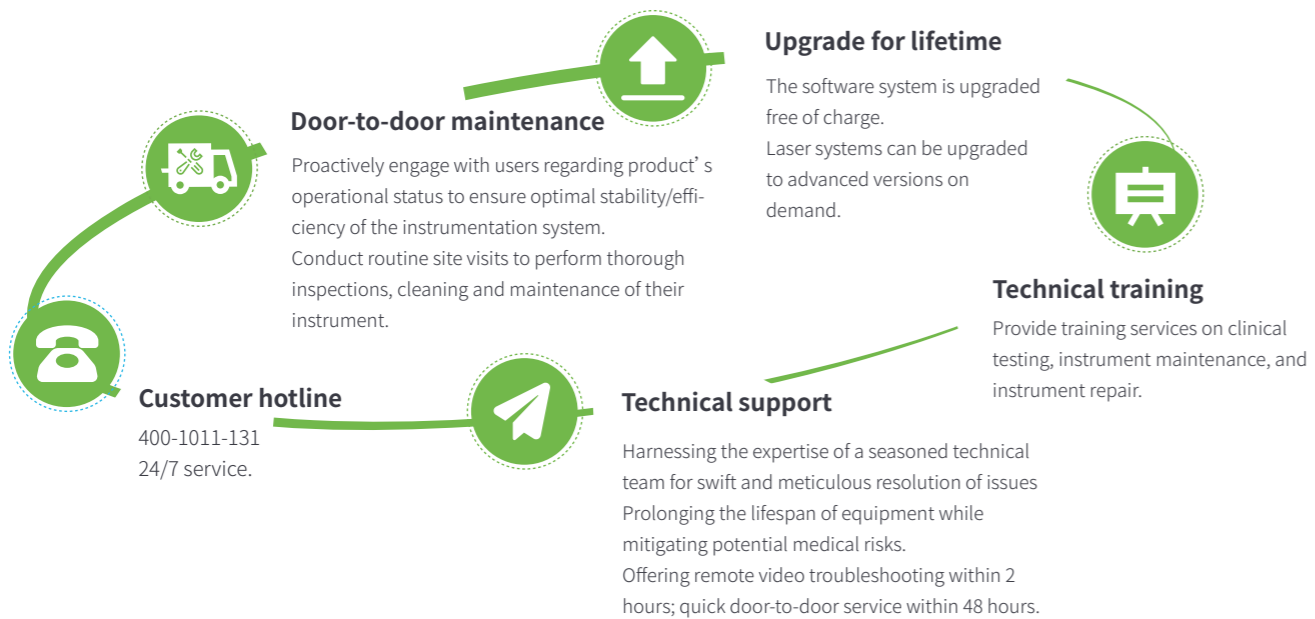 Upgrade for lifetime
The software system is upgraded
free of charge.
Laser systems can be upgraded
to advanced versions on
demand.
Door-to-door maintenance
Proactively engage with users regarding product’s
operational status to ensure optimal stability/effi-
ciency of the instrumentation system.
Conduct routine site visits to perform thorough
inspections, cleaning and maintenance of their
instrument.
Technical training
Provide training services on clinical
testing, instrument maintenance, and
instrument repair.
Customer hotline
400-1011-131
24/7 service.
Technical support
Harnessing the expertise of a seasoned technical
team for swift and meticulous resolution of issues
Prolonging the lifespan of equipment while
mitigating potential medical risks.
Offering remote video troubleshooting within 2
hours; quick door-to-door service within 48 hours.